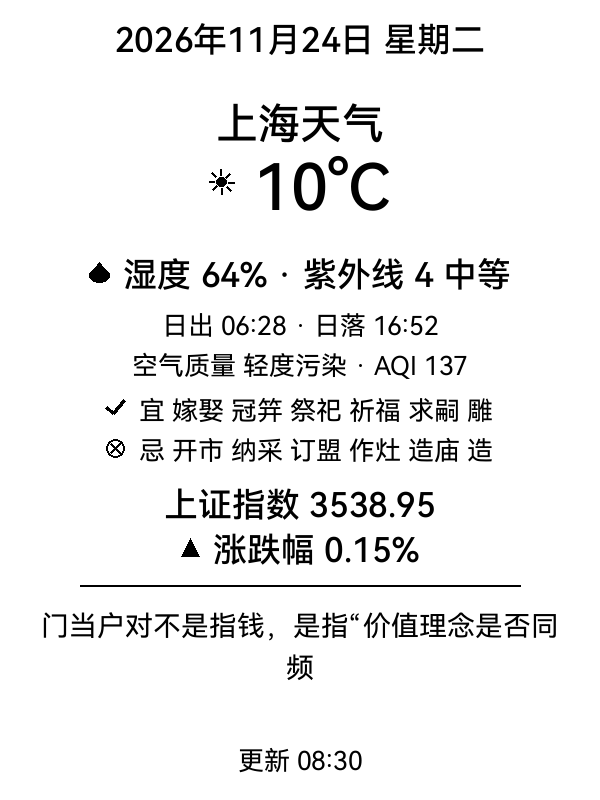 2026年11月24日 星期二
上海天气
10°C
湿度 64% · 紫外线 4 中等
日出 06:28 · 日落 16:52
空气质量 轻度污染 · AQI 137
宜 嫁娶 冠笄 祭祀 祈福 求嗣 雕
忌 开市 纳采 订盟 作灶 造庙 造
上证指数 3538.95
▲ 涨跌幅 0.15%
门当户对不是指钱，是指“价值理念是否同
频
更新 08:30